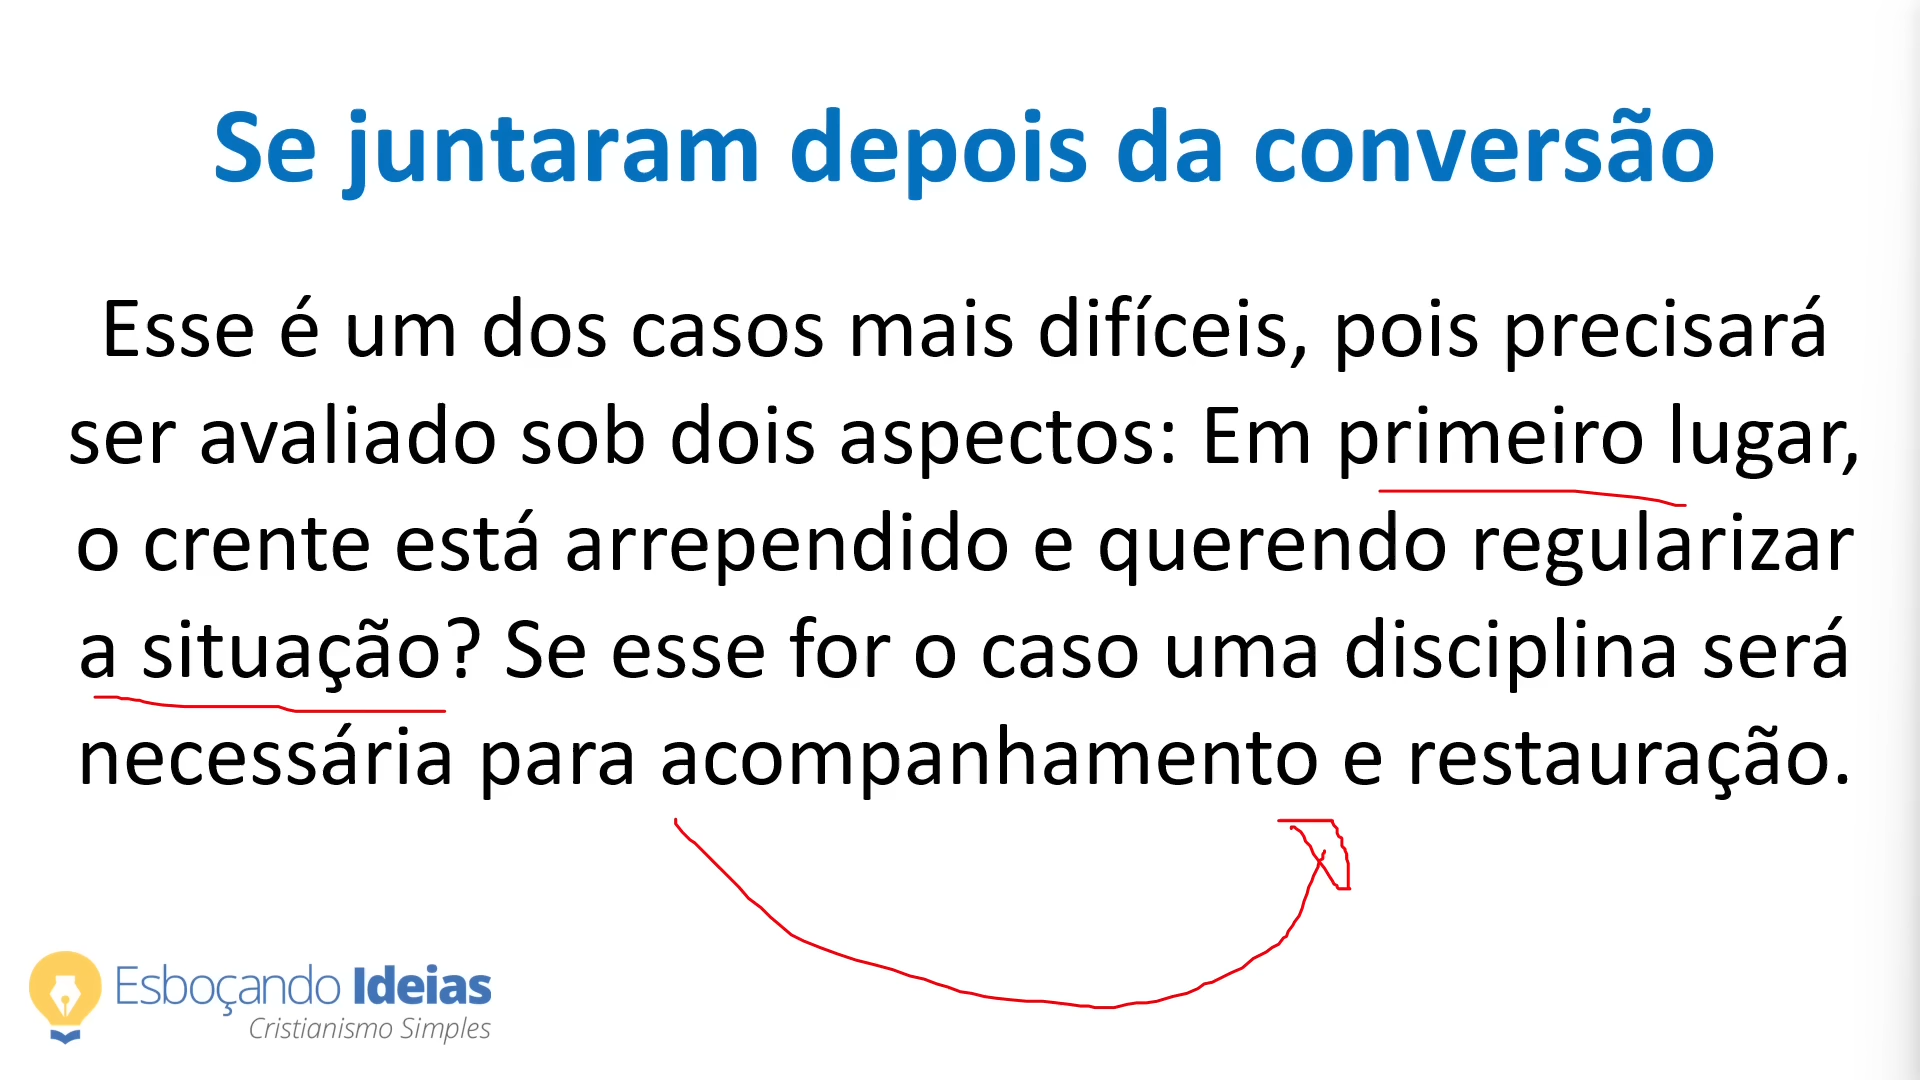 Se juntaram depois da conversão
Esse é um dos casos mais difíceis, pois precisará
ser avaliado sob dois aspectos: Em primeiro lugar,
o crente está arrependido e querendo regularizar
a situação? Se esse for o caso uma disciplina será
necessária para acompanhamento e restauração.
Esboçando Ideias
Cristianismo Simples